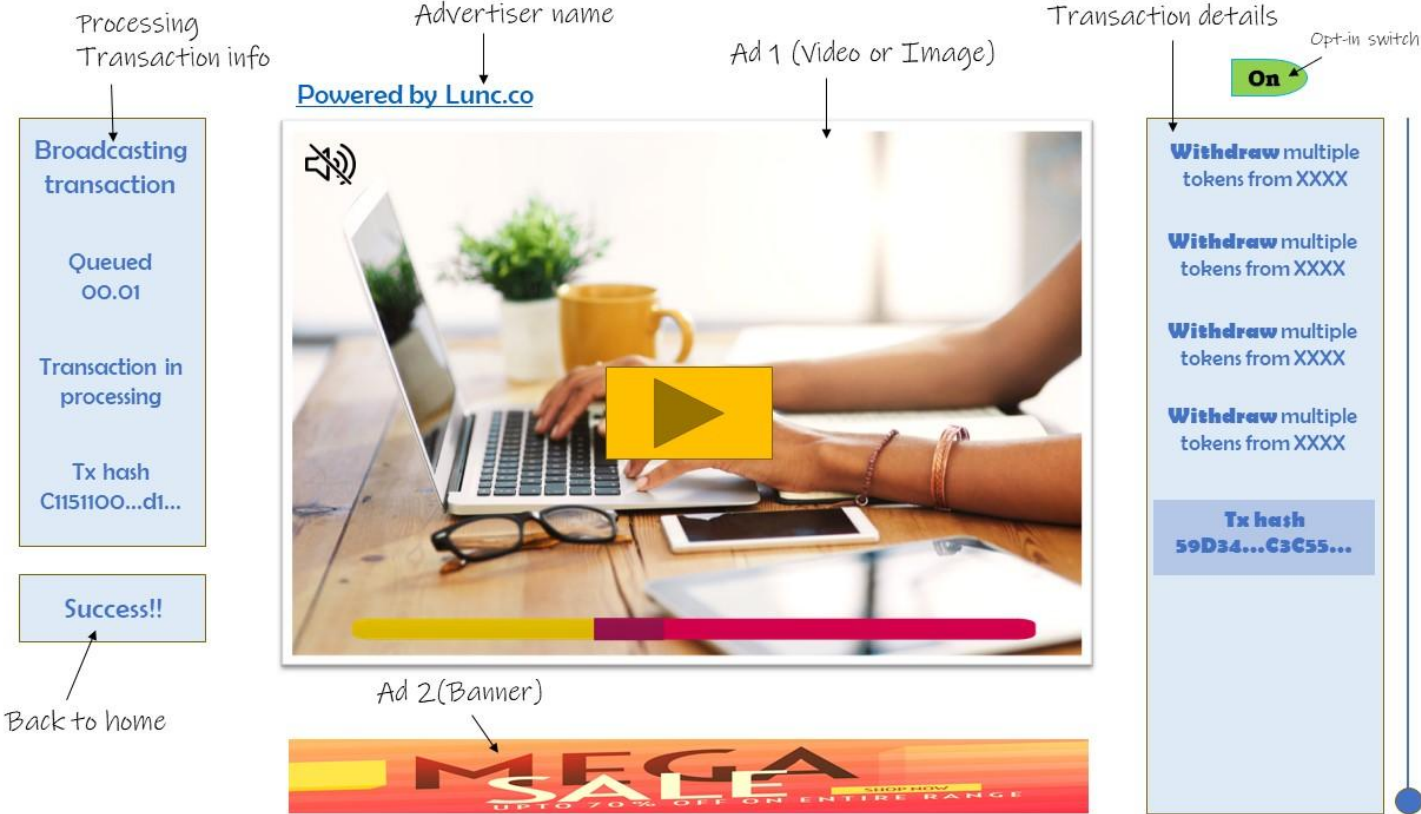 Processing
Transaction info
Advertiser name
Ad 1 (Video or Image)
Transaction details
Opt-in switch
On
Powered by Lunc.co
Broadcasting
transaction
Queued
00.01
Transaction in
processing
Tx hash
C1151100...d1...
Success!!
Back to home
Withdraw multiple
tokens from XXXX
Withdraw multiple
tokens from XXXX
Withdraw multiple
tokens from XXXX
Withdraw multiple
tokens from XXXX
Tx hash
59D34...C3C55...
Ad 2(Banner)
MEGA
SALE
SHOP NOW
UPTO 70% OFF ON ENTIRE RANGE